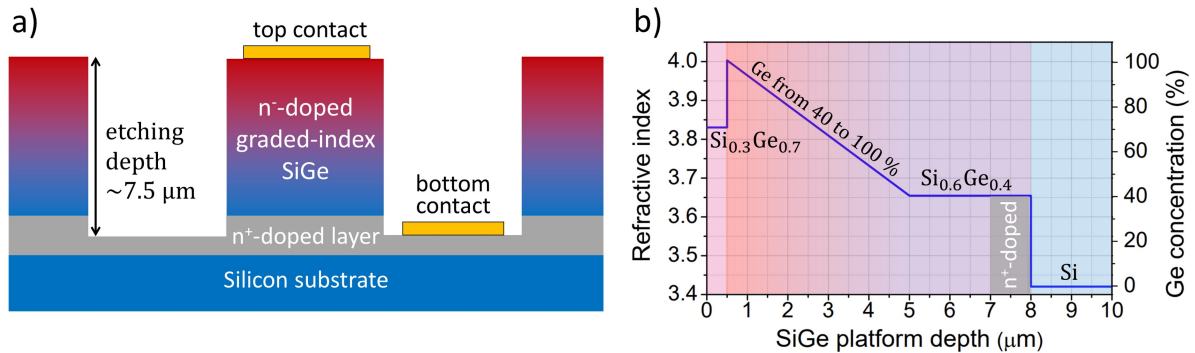 a)
top contact
etching
depth
~7.5 μm
n⁻-doped
graded-index
SiGe
bottom
contact
n⁺-doped layer
Silicon substrate
b)
Refractive index
4.0
3.9
3.8
3.7
3.6
3.5
3.4
Si₀.₃Ge₀.₇
Ge from 40 to 100 %
Si₀.₆Ge₀.₄
n⁺-doped
Si
100
80
60
40
20
0
Ge concentration (%)
0 1 2 3 4 5 6 7 8 9 10
SiGe platform depth (μm)